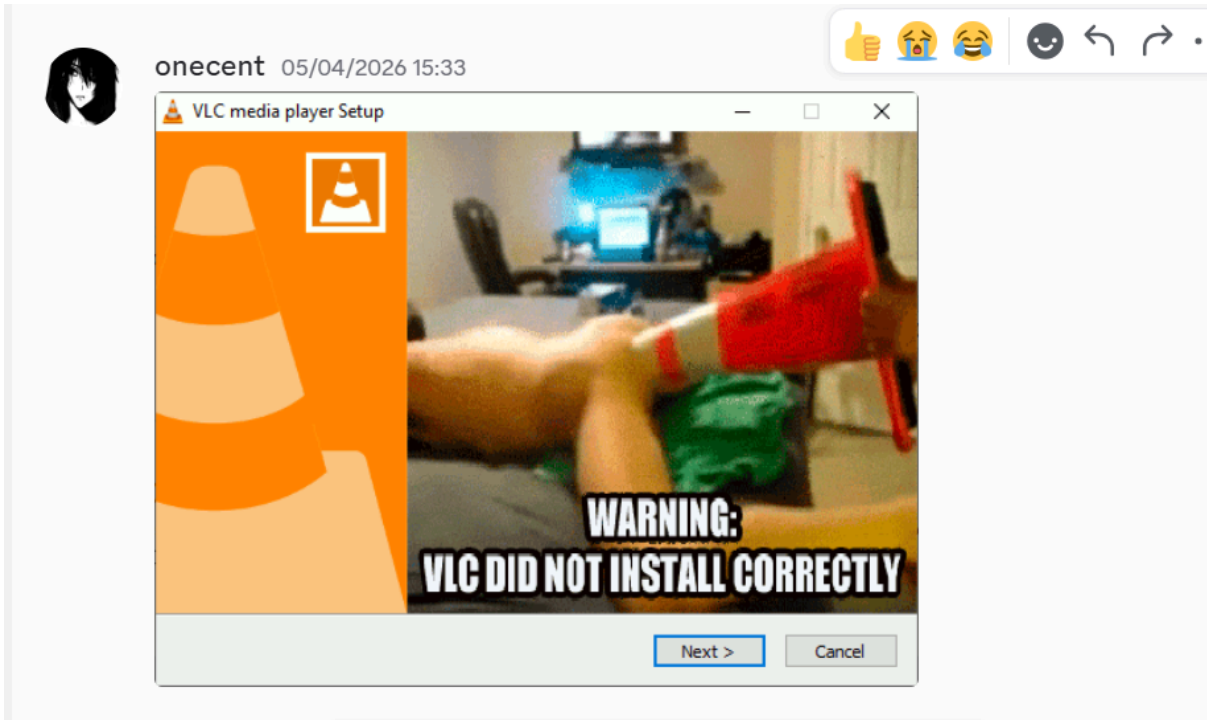 onecent 05/04/2026 15:33
VLC media player Setup
WARNING:
VLC DID NOT INSTALL CORRECTLY
Next >
Cancel